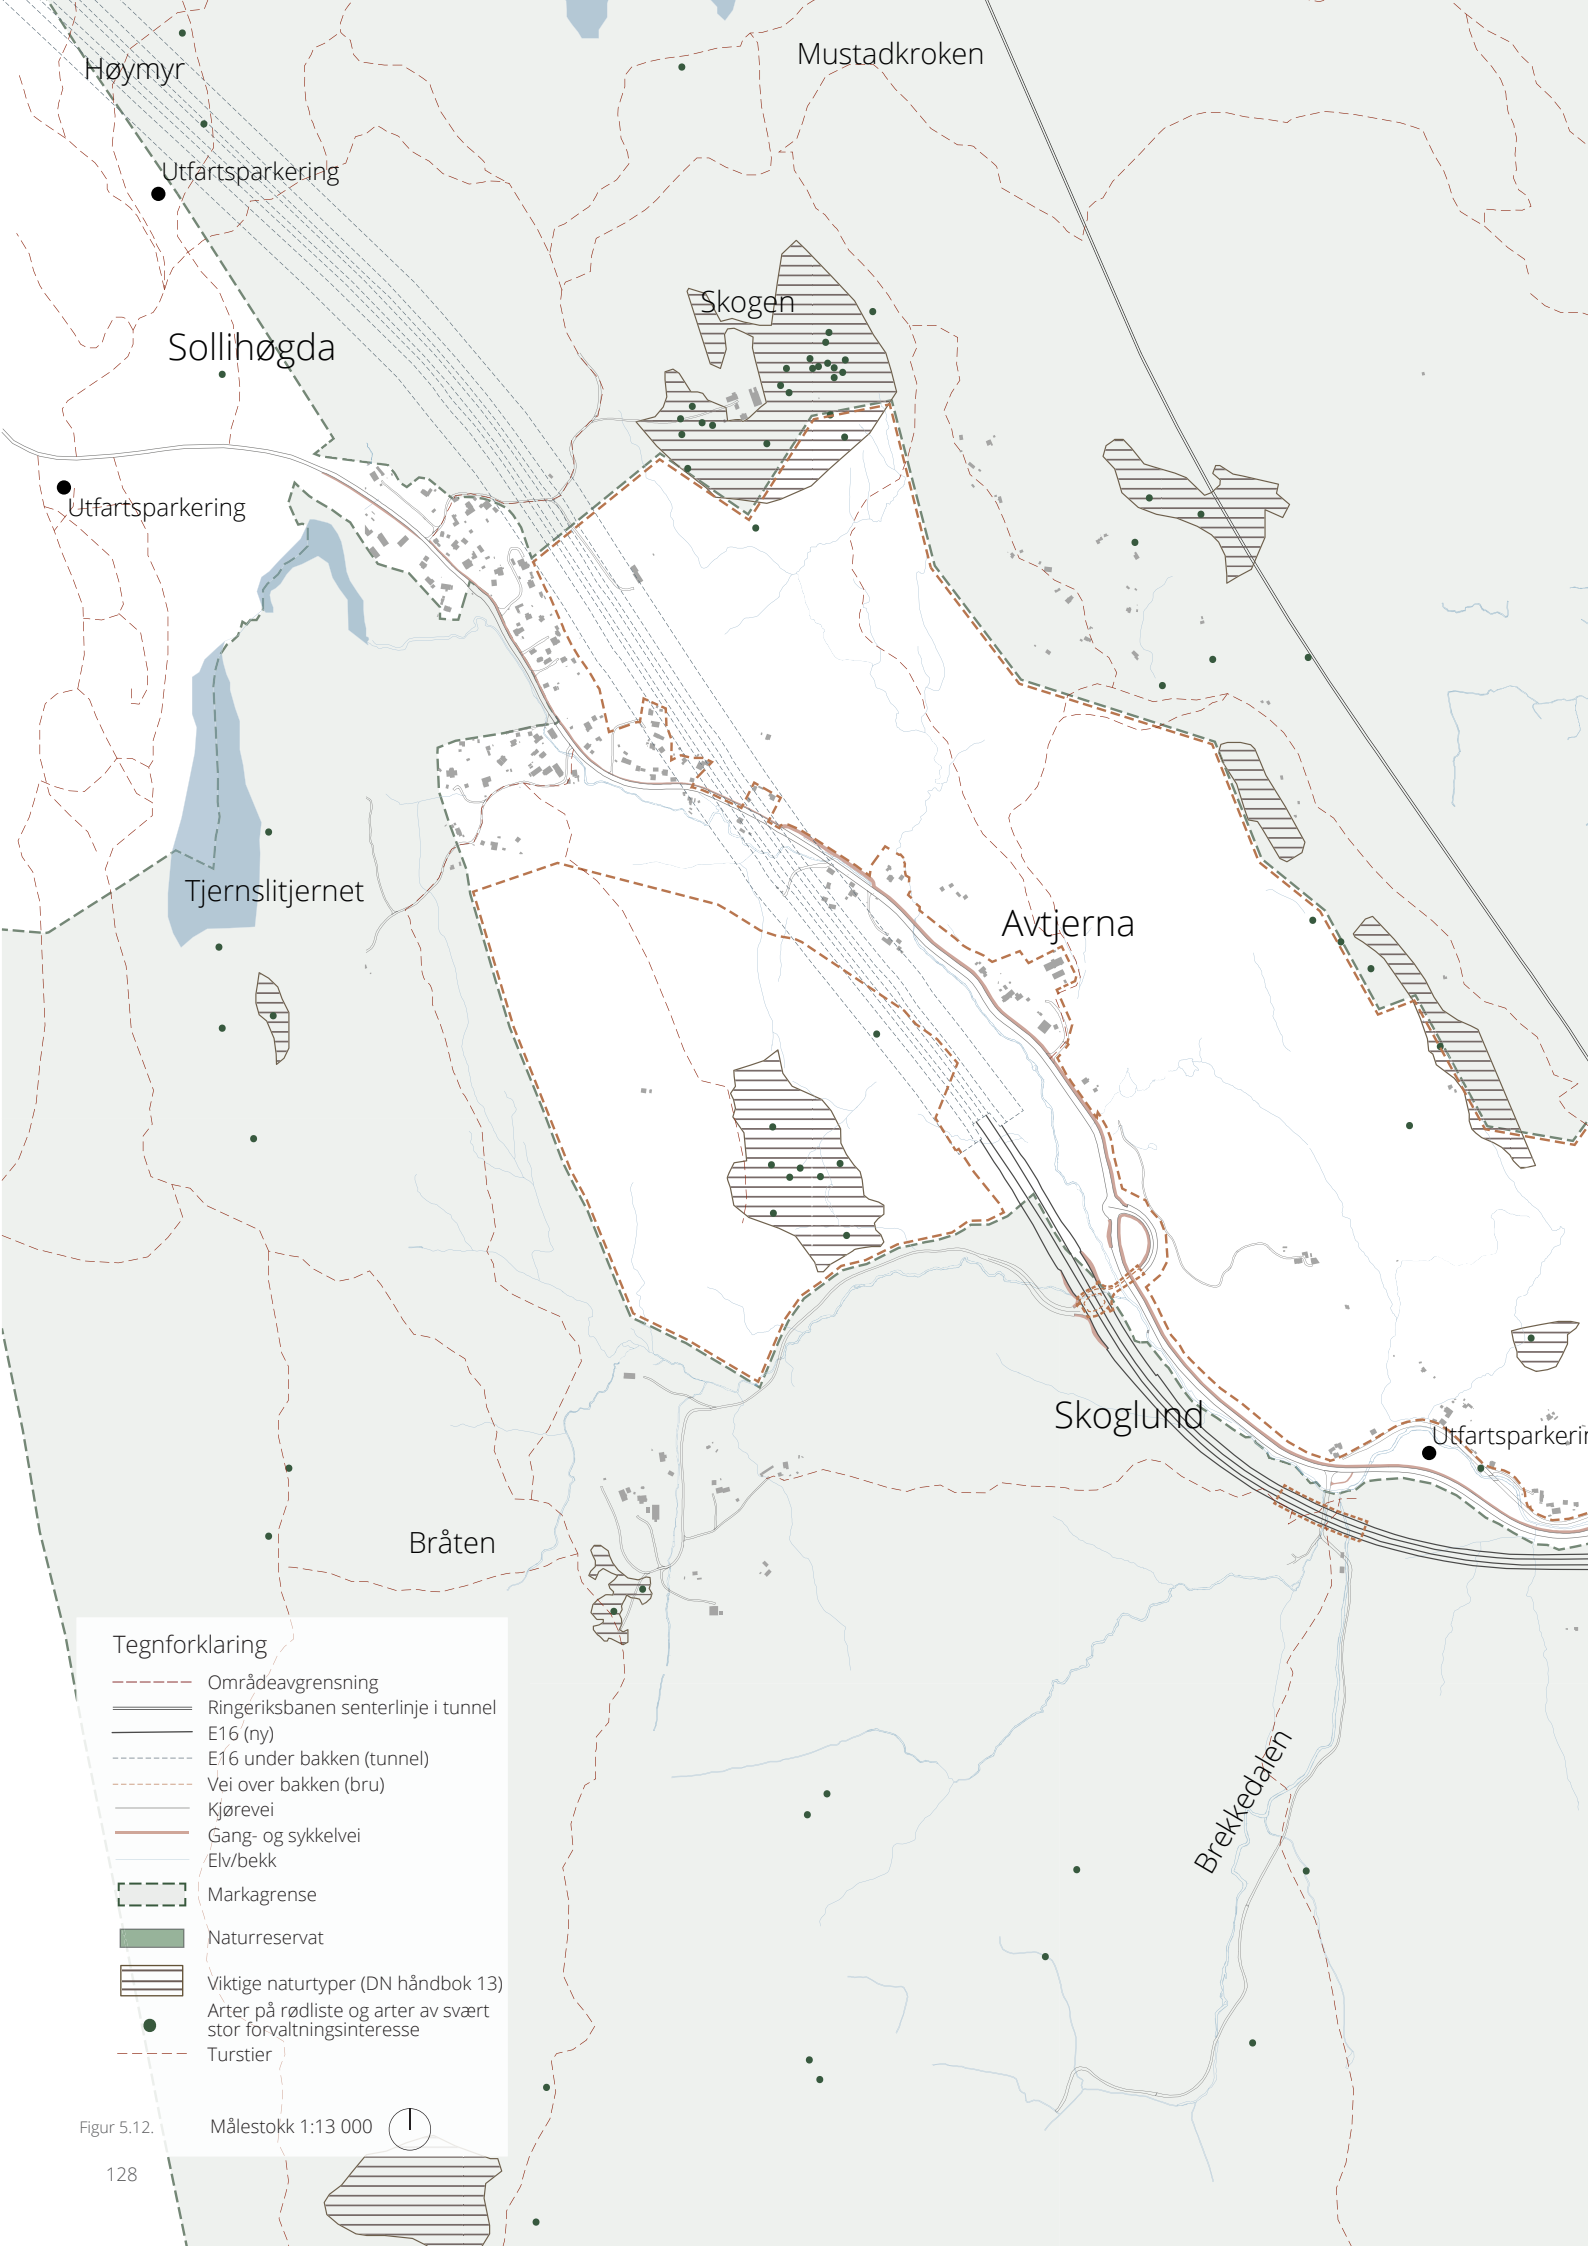 Mustadkroken
Høymyr
Utfartsparkering
Skogen
Sollihøgda
Utfartsparkering
Tjernslitjernet
Avtjerna
Skoglund
Utfartsparkerin
Bråten
Brekkedalen
Tegnforklaring
Områdeavgrensning
Ringeriksbanen senterlinje i tunnel
E16 (ny)
E16 under bakken (tunnel)
Vei over bakken (bru)
Kjørevei
Gang- og sykkelvei
Elv/bekk
Markagrense
Naturreservat
Viktige naturtyper (DN håndbok 13)
Arter på rødliste og arter av svært
stor forvaltningsinteresse
Turstier
Figur 5.12.
Målestokk 1:13 000
128